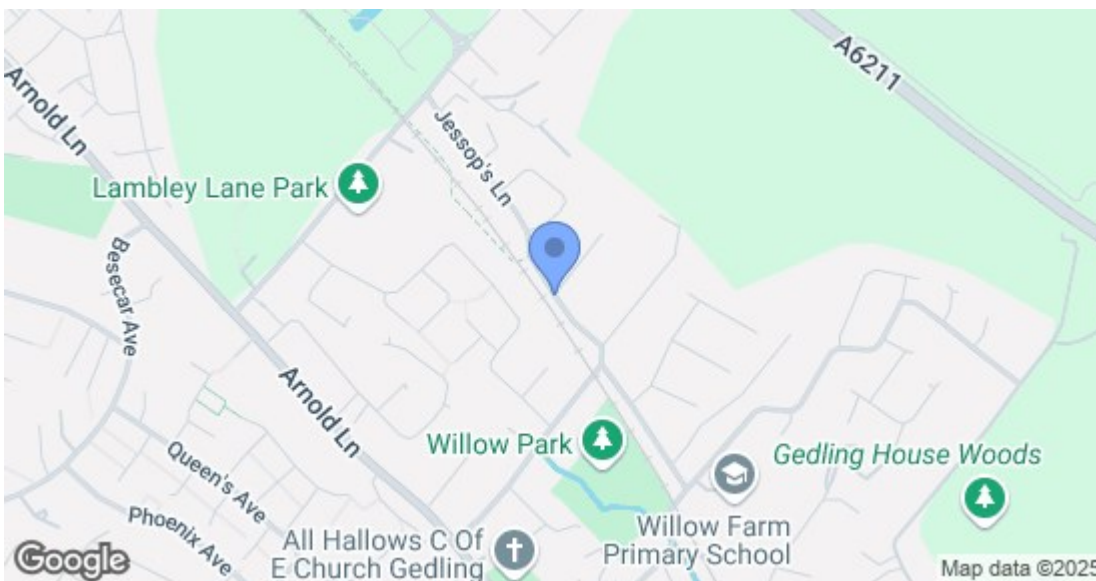 A6211
Arnold Ln
Jessop's Ln
Lambley Lane Park
Besecar Ave
Arnold Ln
Willow Park
Gedling House Woods
Queen's Ave
Phoenix Ave
All Hallows C Of
E Church Gedling
Willow Farm
Primary School
Google
Map data ©2025